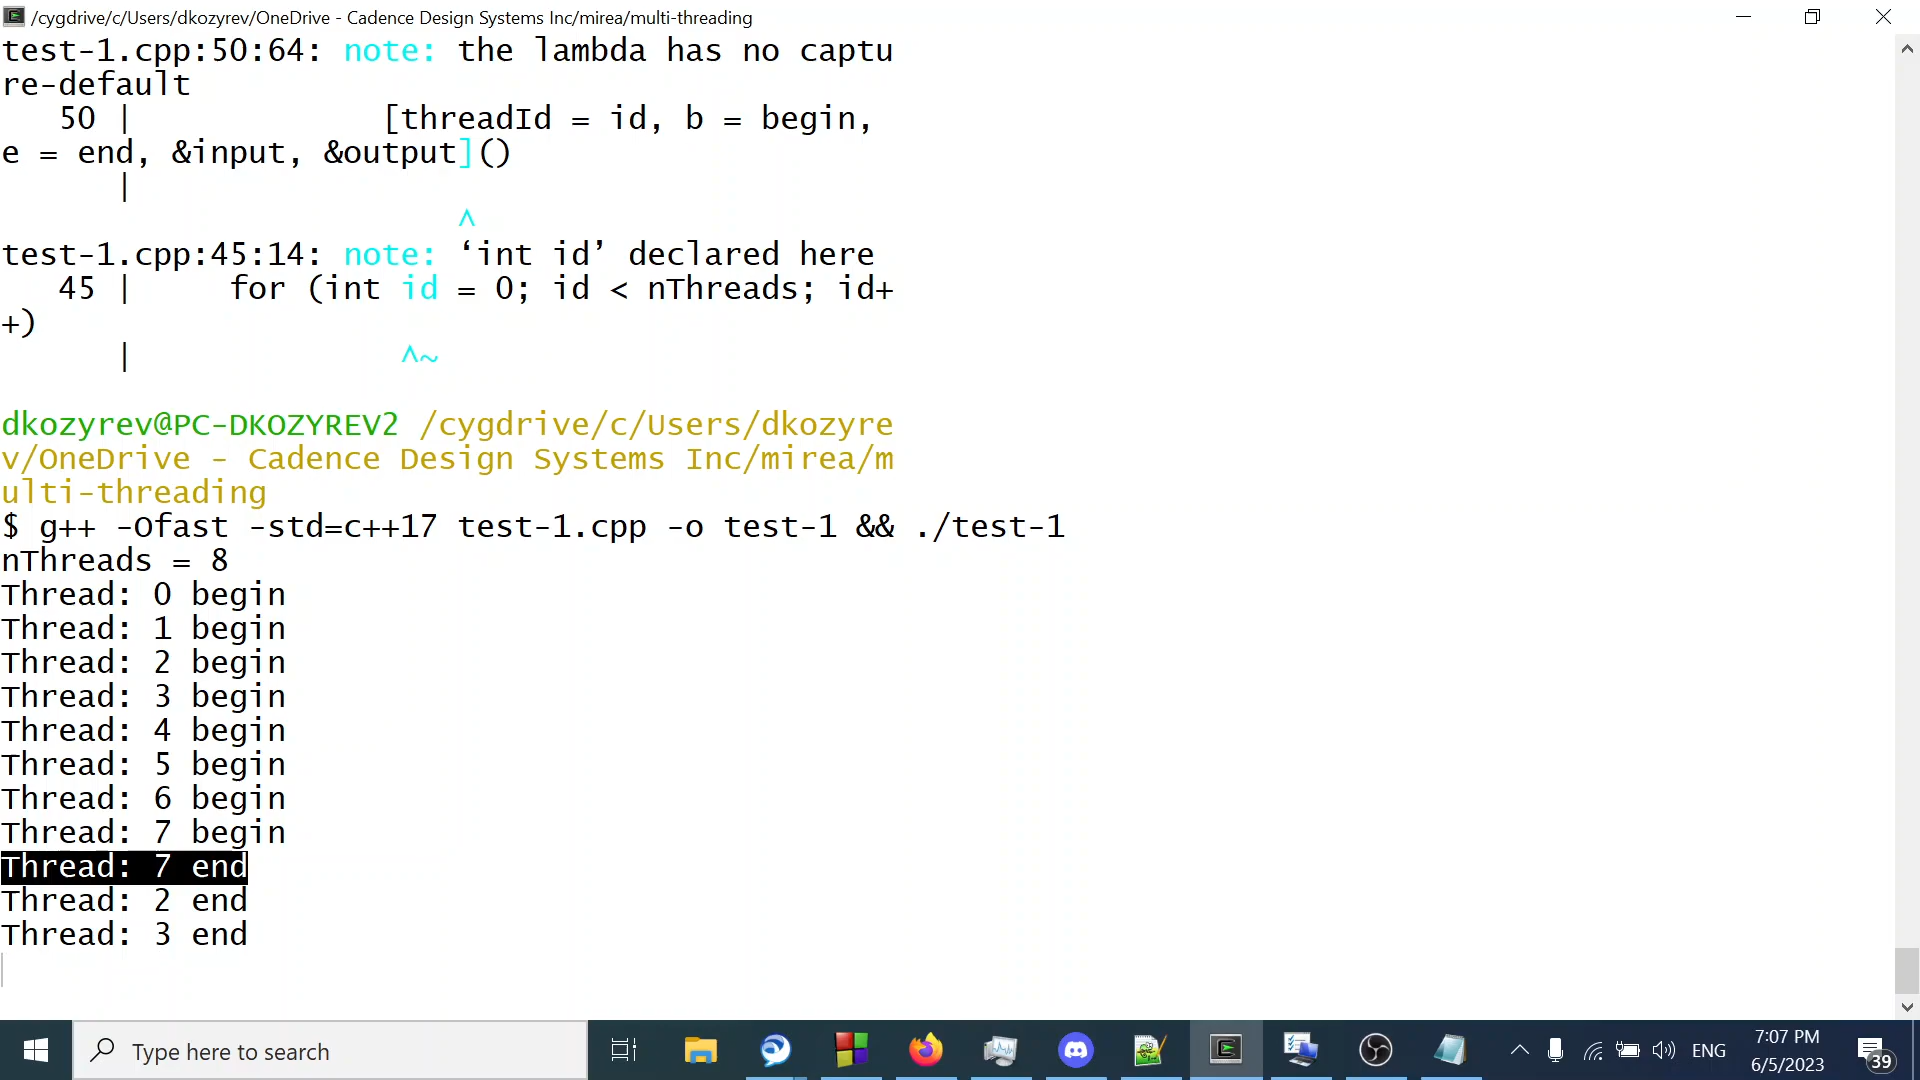 /cygdrive/c/Users/dkozyrev/OneDrive - Cadence Design Systems Inc/mirea/multi-threading
test-1.cpp:50:64: note: the lambda has no captu
re-default
50 | [threadId = id, b = begin,
e = end, &input, &output]()
|
^
test-1.cpp:45:14: note: ‘int id’ declared here
45 | for (int id = 0; id < nThreads; id+
+)
| ^~
dkozyrev@PC-DKOZYREV2 /cygdrive/c/Users/dkozyre
v/OneDrive - Cadence Design Systems Inc/mirea/m
ulti-threading
$ g++ -Ofast -std=c++17 test-1.cpp -o test-1 && ./test-1
nThreads = 8
Thread: 0 begin
Thread: 1 begin
Thread: 2 begin
Thread: 3 begin
Thread: 4 begin
Thread: 5 begin
Thread: 6 begin
Thread: 7 begin
Thread: 7 end
Thread: 2 end
Thread: 3 end
Type here to search
ENG
7:07 PM
6/5/2023
39